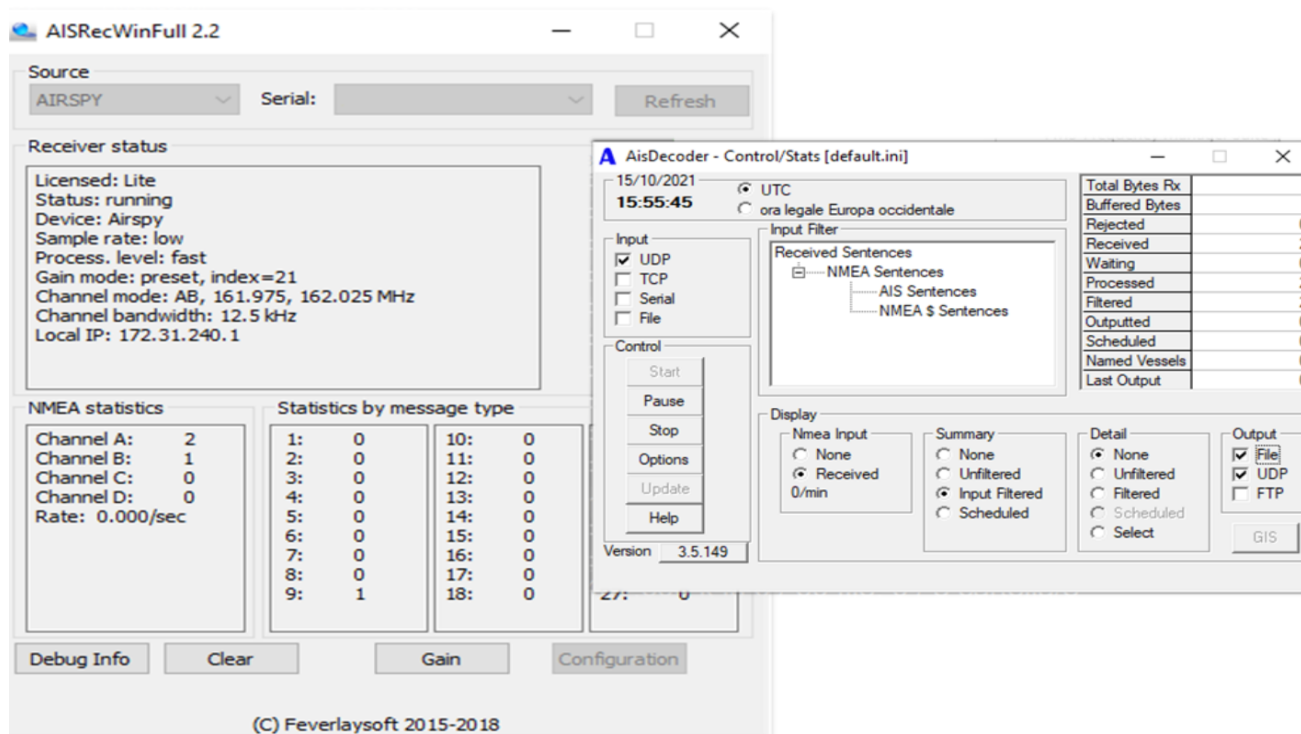 AISRecWinFull 2.2
Source
AIRSPY
Serial:
Refresh
Receiver status
Licensed: Lite
Status: running
Device: Airspy
Sample rate: low
Process. level: fast
Gain mode: preset, index=21
Channel mode: AB, 161.975, 162.025 MHz
Channel bandwidth: 12.5 kHz
Local IP: 172.31.240.1
NMEA statistics
Channel A: 2
Channel B: 1
Channel C: 0
Channel D: 0
Rate: 0.000/sec
Statistics by message type
1: 0
2: 0
3: 0
4: 0
5: 0
6: 0
7: 0
8: 0
9: 1
10: 0
11: 0
12: 0
13: 0
14: 0
15: 0
16: 0
17: 0
18: 0
27: 0
Debug Info
Clear
Gain
Configuration
(C) Feverlaysoft 2015-2018
A AisDecoder - Control/Stats [default.ini]
15/10/2021
15:55:45
UTC
ora legale Europa occidentale
Input
UDP
TCP
Serial
File
Control
Start
Pause
Stop
Options
Update
Help
Version 3.5.149
Input Filter
Received Sentences
NMEA Sentences
AIS Sentences
NMEA $ Sentences
Total Bytes Rx
Buffered Bytes
Rejected
Received
Waiting
Processed
Filtered
Outputted
Scheduled
Named Vessels
Last Output
Display
Nmea Input
None
Received
0/min
Summary
None
Unfiltered
Input Filtered
Scheduled
Detail
None
Unfiltered
Filtered
Scheduled
Select
Output
File
UDP
FTP
GIS